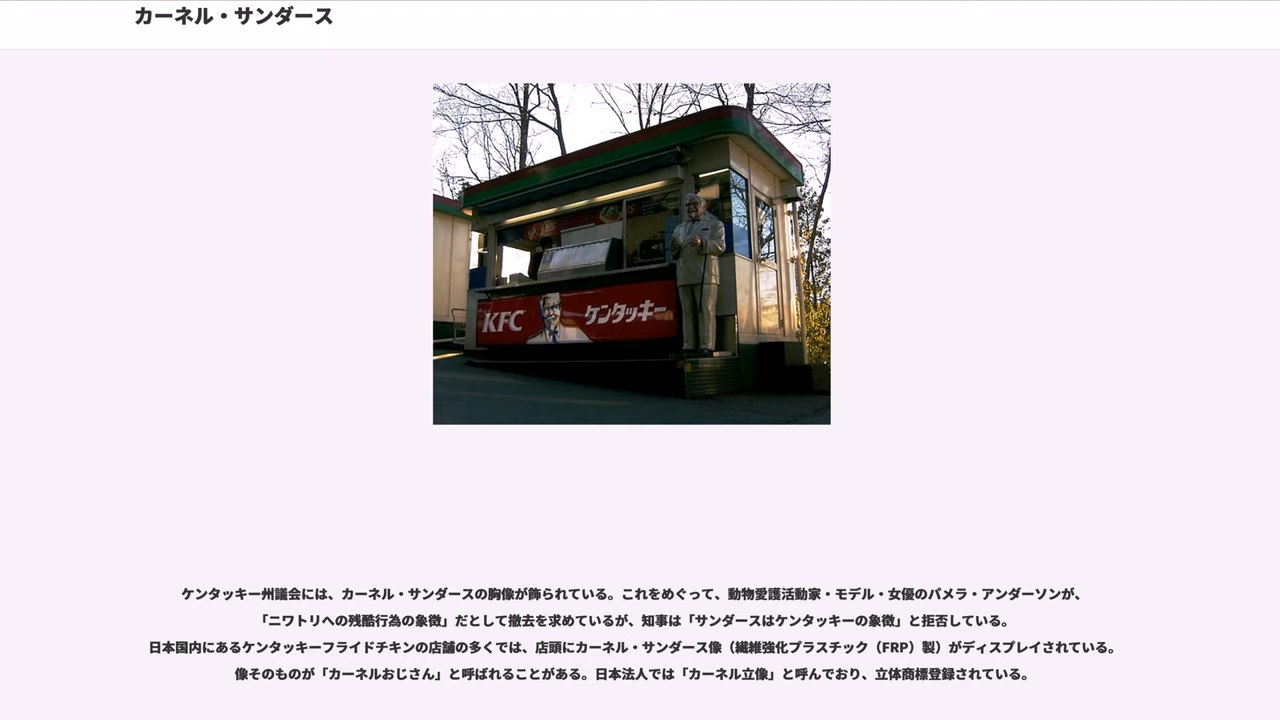 カーネル・サンダース
KFC
ケンタッキー
ケンタッキー州議会には、カーネル・サンダースの胸像が飾られている。これをめぐって、動物愛護活動家・モデル・女優のパメラ・アンダーソンが、
「ニワトリへの残酷行為の象徴」だとして撤去を求めているが、知事は「サンダースはケンタッキーの象徴」と拒否している。
日本国内にあるケンタッキーフライドチキンの店舗の多くでは、店頭にカーネル・サンダース像（繊維強化プラスチック（FRP）製）がディスプレイされている。
像そのものが「カーネルおじさん」と呼ばれることがある。日本法人では「カーネル立像」と呼んでおり、立体商標登録されている。